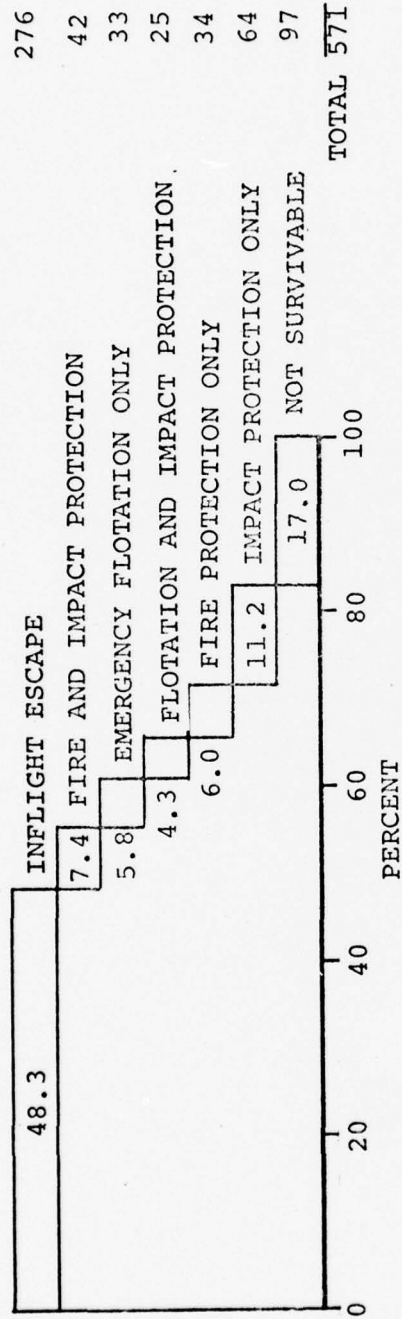 48.3 INFLIGHT ESCAPE 276
7.4 FIRE AND IMPACT PROTECTION 42
5.8 EMERGENCY FLOTATION ONLY 33
4.3 FLOTATION AND IMPACT PROTECTION 25
6.0 FIRE PROTECTION ONLY 34
11.2 IMPACT PROTECTION ONLY 64
17.0 NOT SURVIVABLE 97
TOTAL 571
0 20 40 60 80 100
PERCENT